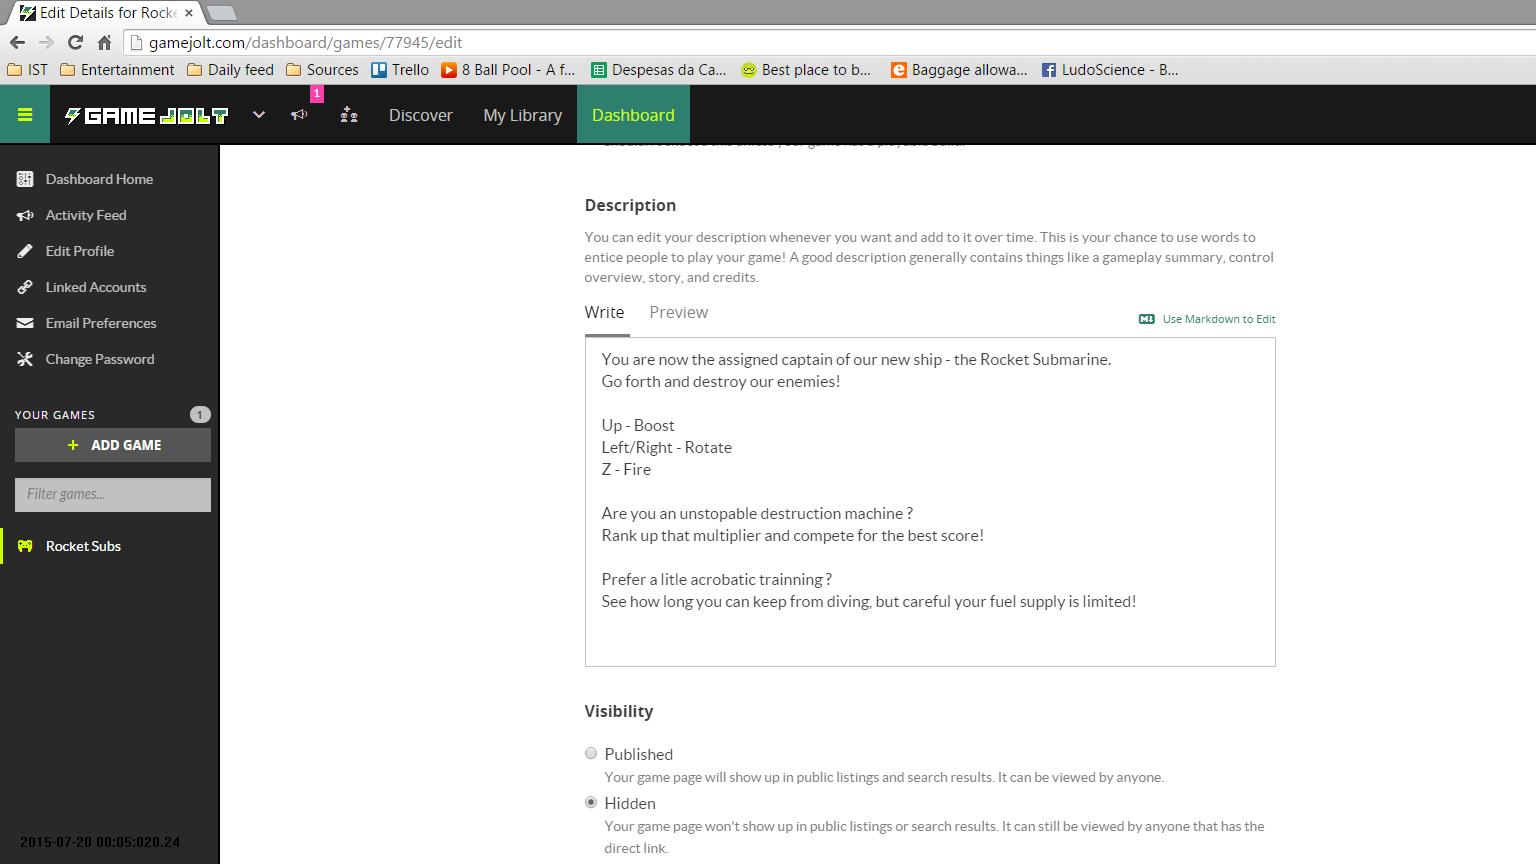 Edit Details for Rock
gamejolt.com/dashboard/games/77945/edit
IST Entertainment Daily feed Sources Trello 8 Ball Pool - A f... Despesas da Ca... Best place to b... Baggage allowa... LudoScience - B...
GAME JOLT 1 Discover My Library Dashboard
Dashboard Home
Activity Feed
Edit Profile
Linked Accounts
Email Preferences
Change Password
YOUR GAMES 1
+ ADD GAME
Filter games...
Rocket Subs
2015-07-20 00:05:020.24
Description
You can edit your description whenever you want and add to it over time. This is your chance to use words to
entice people to play your game! A good description generally contains things like a gameplay summary, control
overview, story, and credits.
Write Preview
Use Markdown to Edit
You are now the assigned captain of our new ship - the Rocket Submarine.
Go forth and destroy our enemies!
Up - Boost
Left/Right - Rotate
Z - Fire
Are you an unstopable destruction machine ?
Rank up that multiplier and compete for the best score!
Prefer a litle acrobatic trainning ?
See how long you can keep from diving, but careful your fuel supply is limited!
Visibility
Published
Your game page will show up in public listings and search results. It can be viewed by anyone.
Hidden
Your game page won't show up in public listings or search results. It can still be viewed by anyone that has the
direct link.